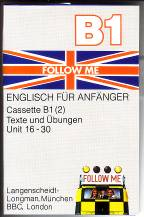 B1
FOLLOW ME
ENGLISCH FÜR ANFÄNGER
Cassette B1 (2)
Texte und Übungen
Unit 16 - 30
Langenscheidt-
Longman, München
BBC, London
FOLLOW ME